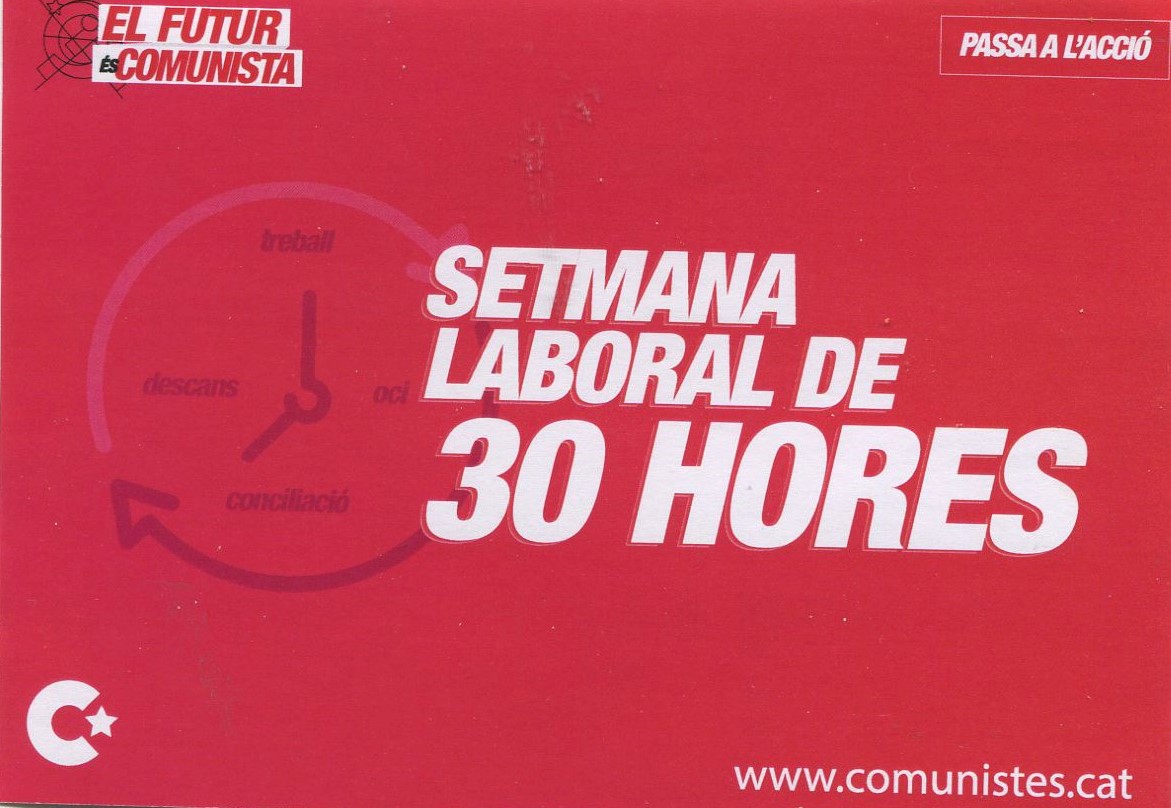 EL FUTUR
és COMUNISTA
PASSA A L'ACCIÓ
treball
descans
oci
conciliació
SETMANA
LABORAL DE
30 HORES
www.comunistes.cat